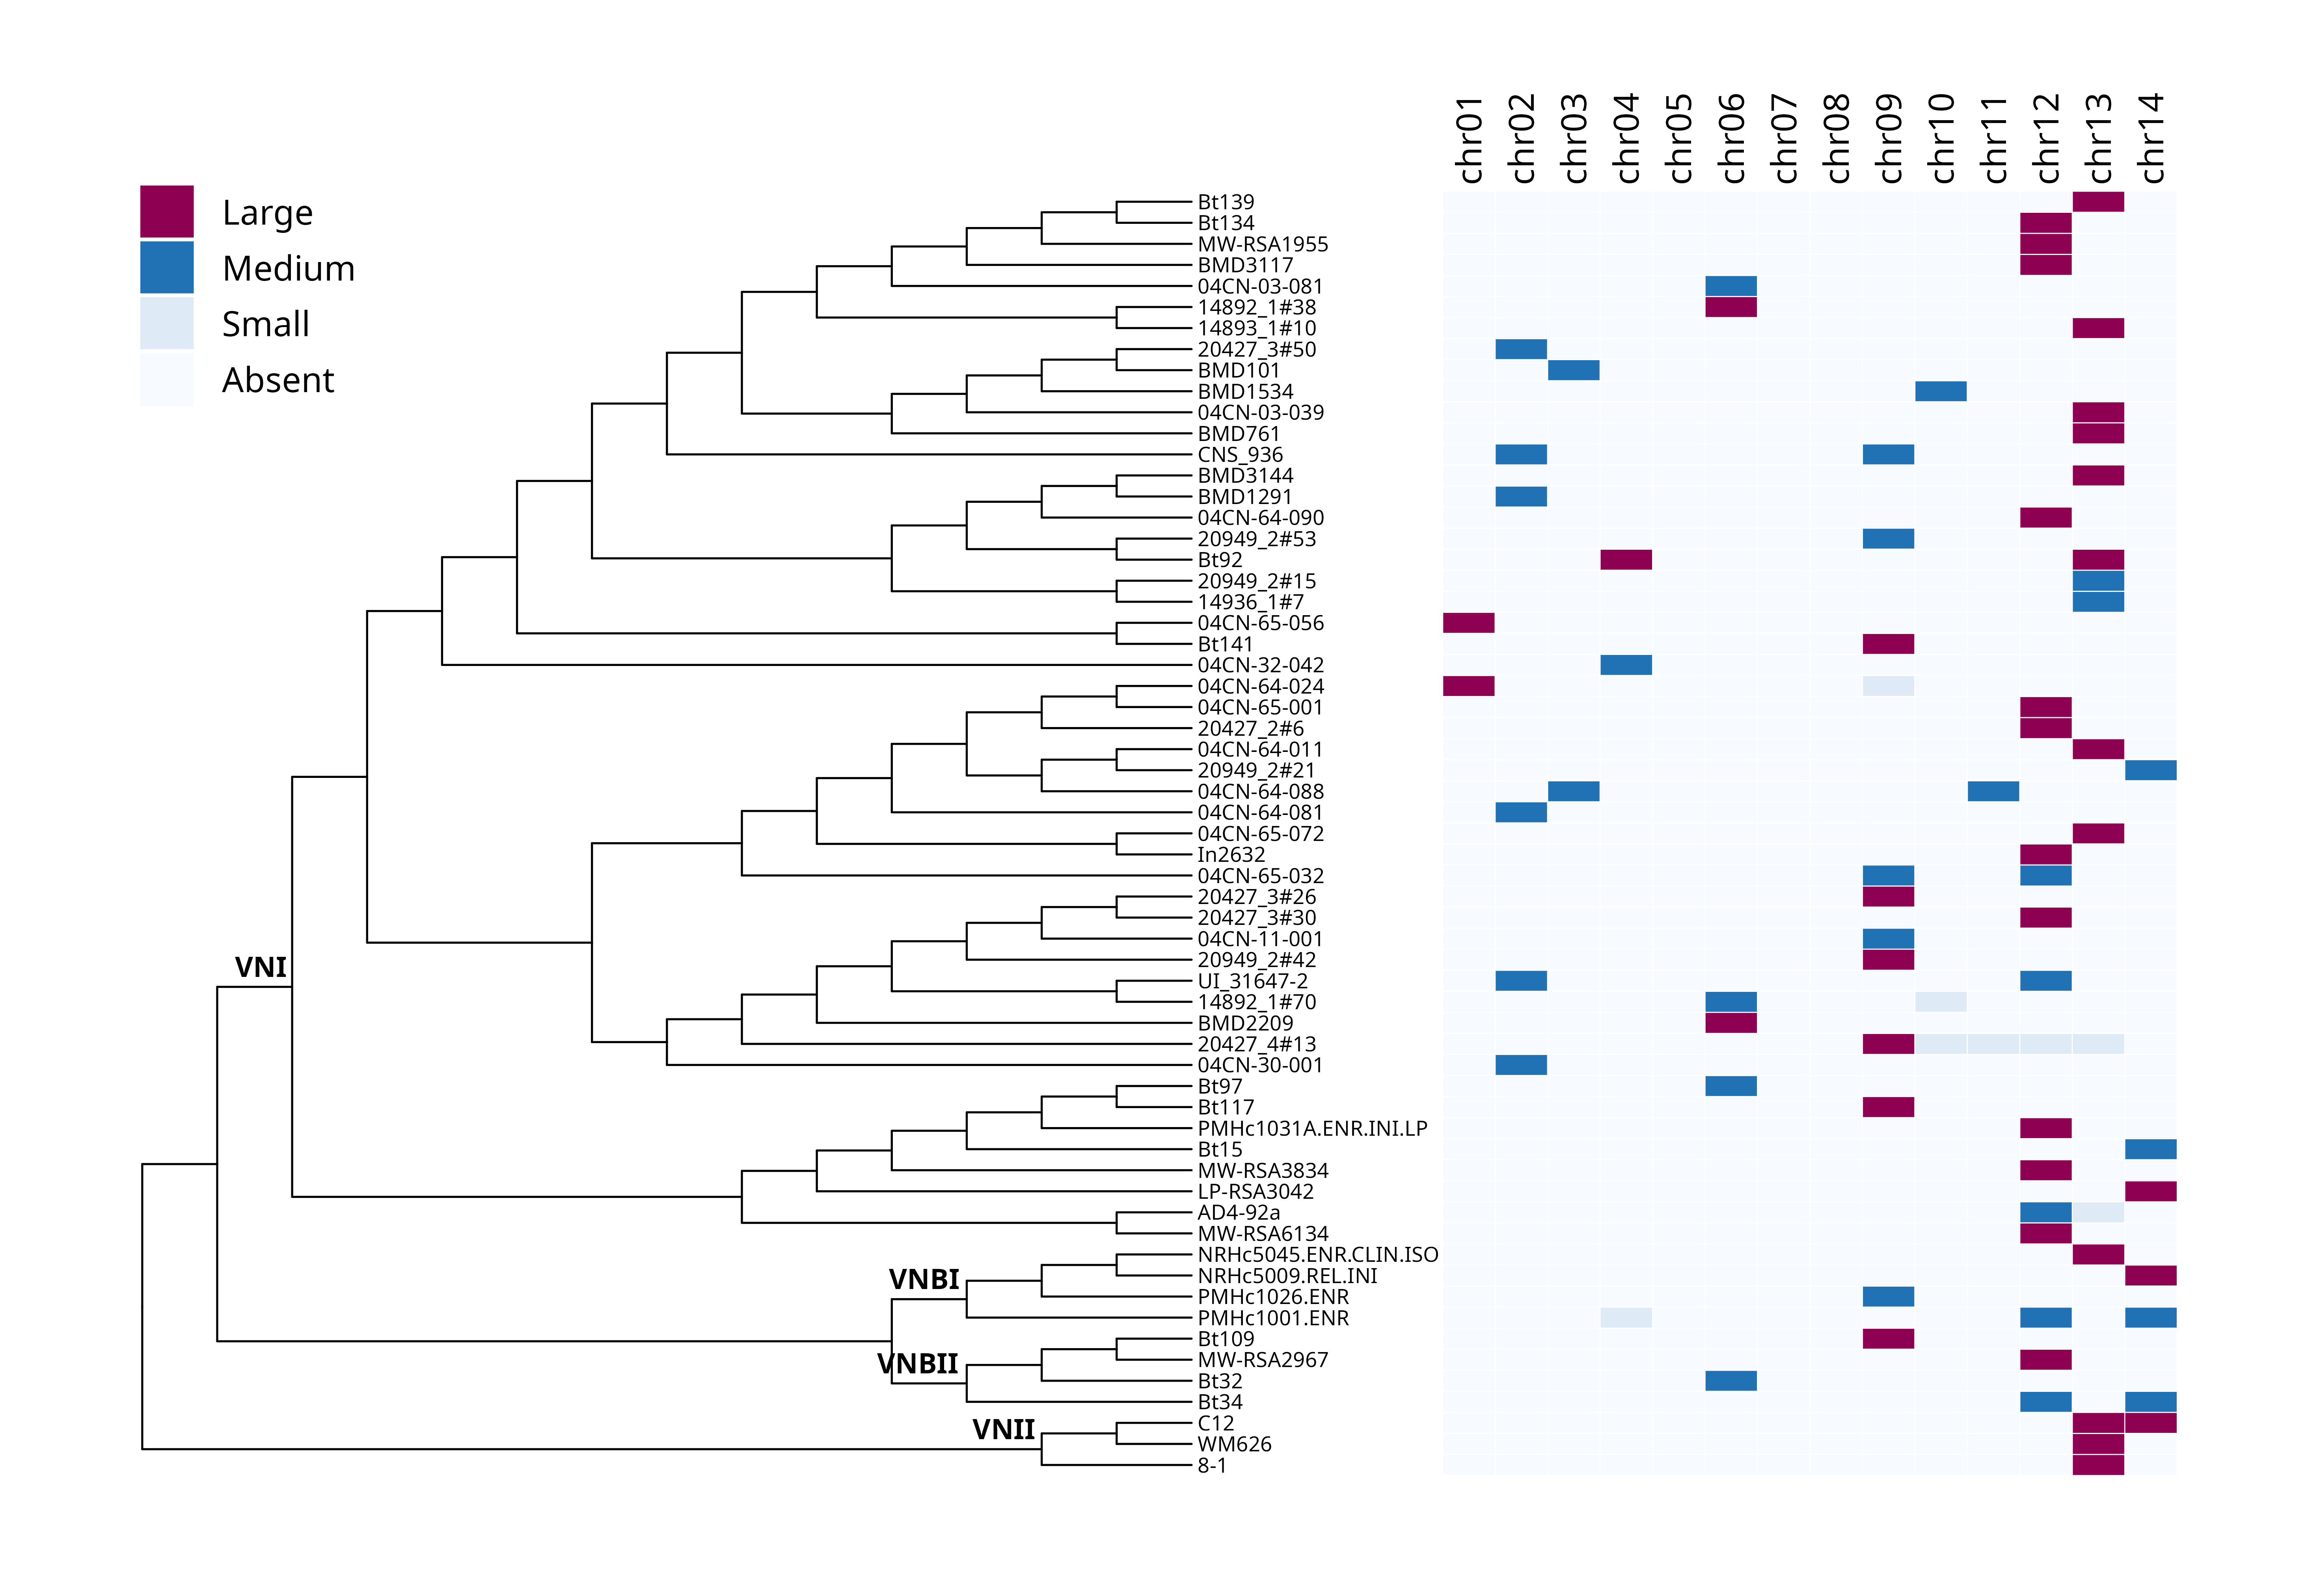 chr01
chr02
chr03
chr04
chr05
chr06
chr07
chr08
chr09
chr10
chr11
chr12
chr13
chr14
Large
Medium
Small
Absent
Bt139
Bt134
MW-RSA1955
BMD3117
04CN-03-081
14892_1#38
14893_1#10
20427_3#50
BMD101
BMD1534
04CN-03-039
BMD761
CNS_936
BMD3144
BMD1291
04CN-64-090
20949_2#53
Bt92
20949_2#15
14936_1#7
04CN-65-056
Bt141
04CN-32-042
04CN-64-024
04CN-65-001
20427_2#6
04CN-64-011
20949_2#21
04CN-64-088
04CN-64-081
04CN-65-072
In2632
04CN-65-032
20427_3#26
20427_3#30
04CN-11-001
20949_2#42
UI_31647-2
14892_1#70
BMD2209
20427_4#13
04CN-30-001
Bt97
Bt117
PMHc1031A.ENR.INI.LP
Bt15
MW-RSA3834
LP-RSA3042
AD4-92a
MW-RSA6134
NRHc5045.ENR.CLIN.ISO
NRHc5009.REL.INI
PMHc1026.ENR
PMHc1001.ENR
Bt109
MW-RSA2967
Bt32
Bt34
C12
WM626
8-1
VNI
VNBI
VNBII
VNII